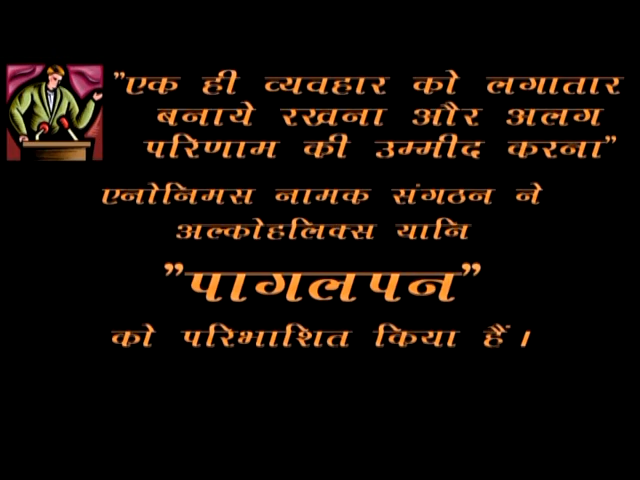 "एक ही व्यवहार को लगातार
बनाये रखना और अलग
परिणाम की उम्मीद करना"
एनोनिमस नामक संगठन ने
अल्कोहलिक्स यानि
"पागलपन"
को परिभाशित किया हैं।